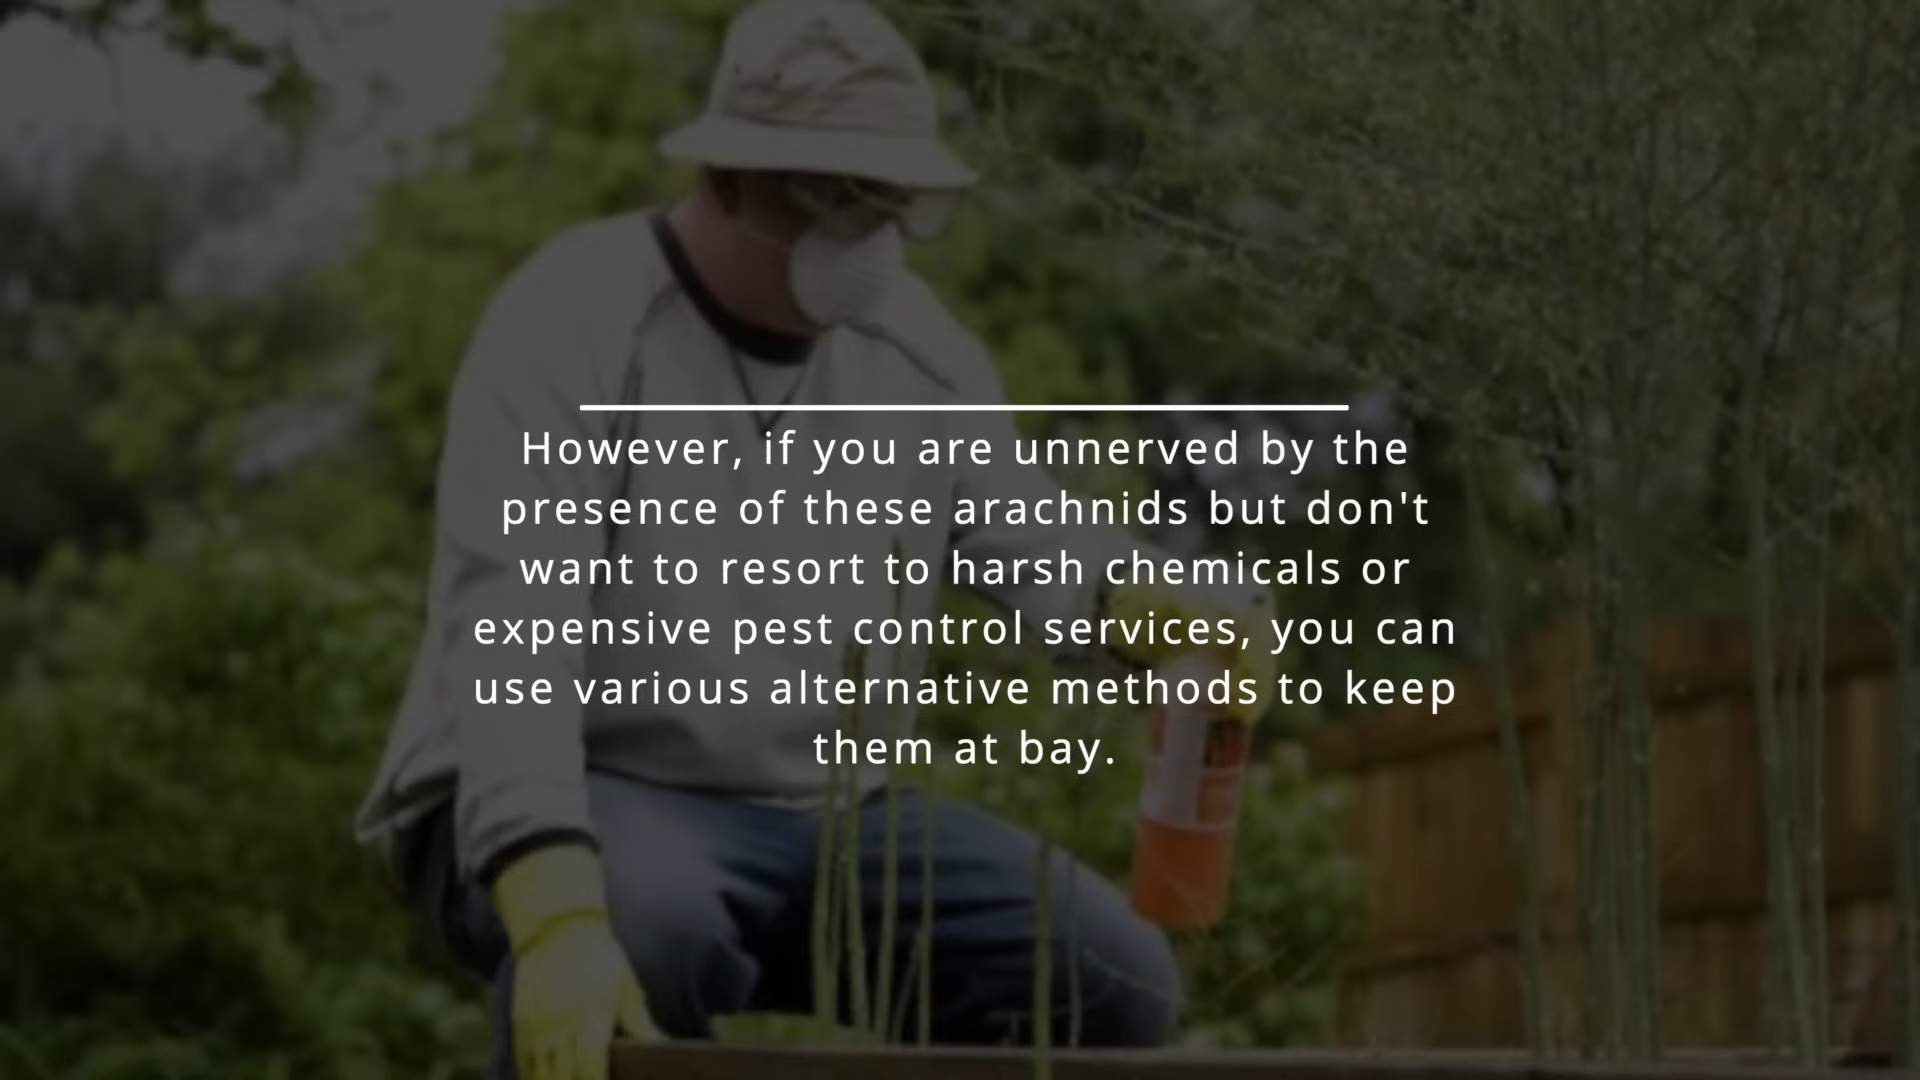 However, if you are unnerved by the
presence of these arachnids but don't
want to resort to harsh chemicals or
expensive pest control services, you can
use various alternative methods to keep
them at bay.